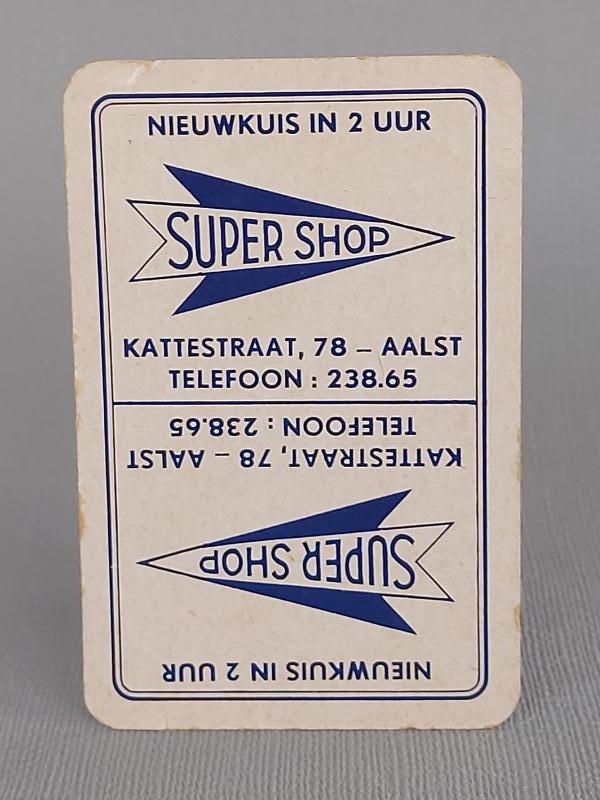 NIEUWKUIS IN 2 UUR
SUPER SHOP
KATTESTRAAT, 78 – AALST
TELEFOON : 238.65
TELEFOON : 238.65
KATTESTRAAT, 78 – AALST
SUPER SHOP
NIEUWKUIS IN 2 UUR